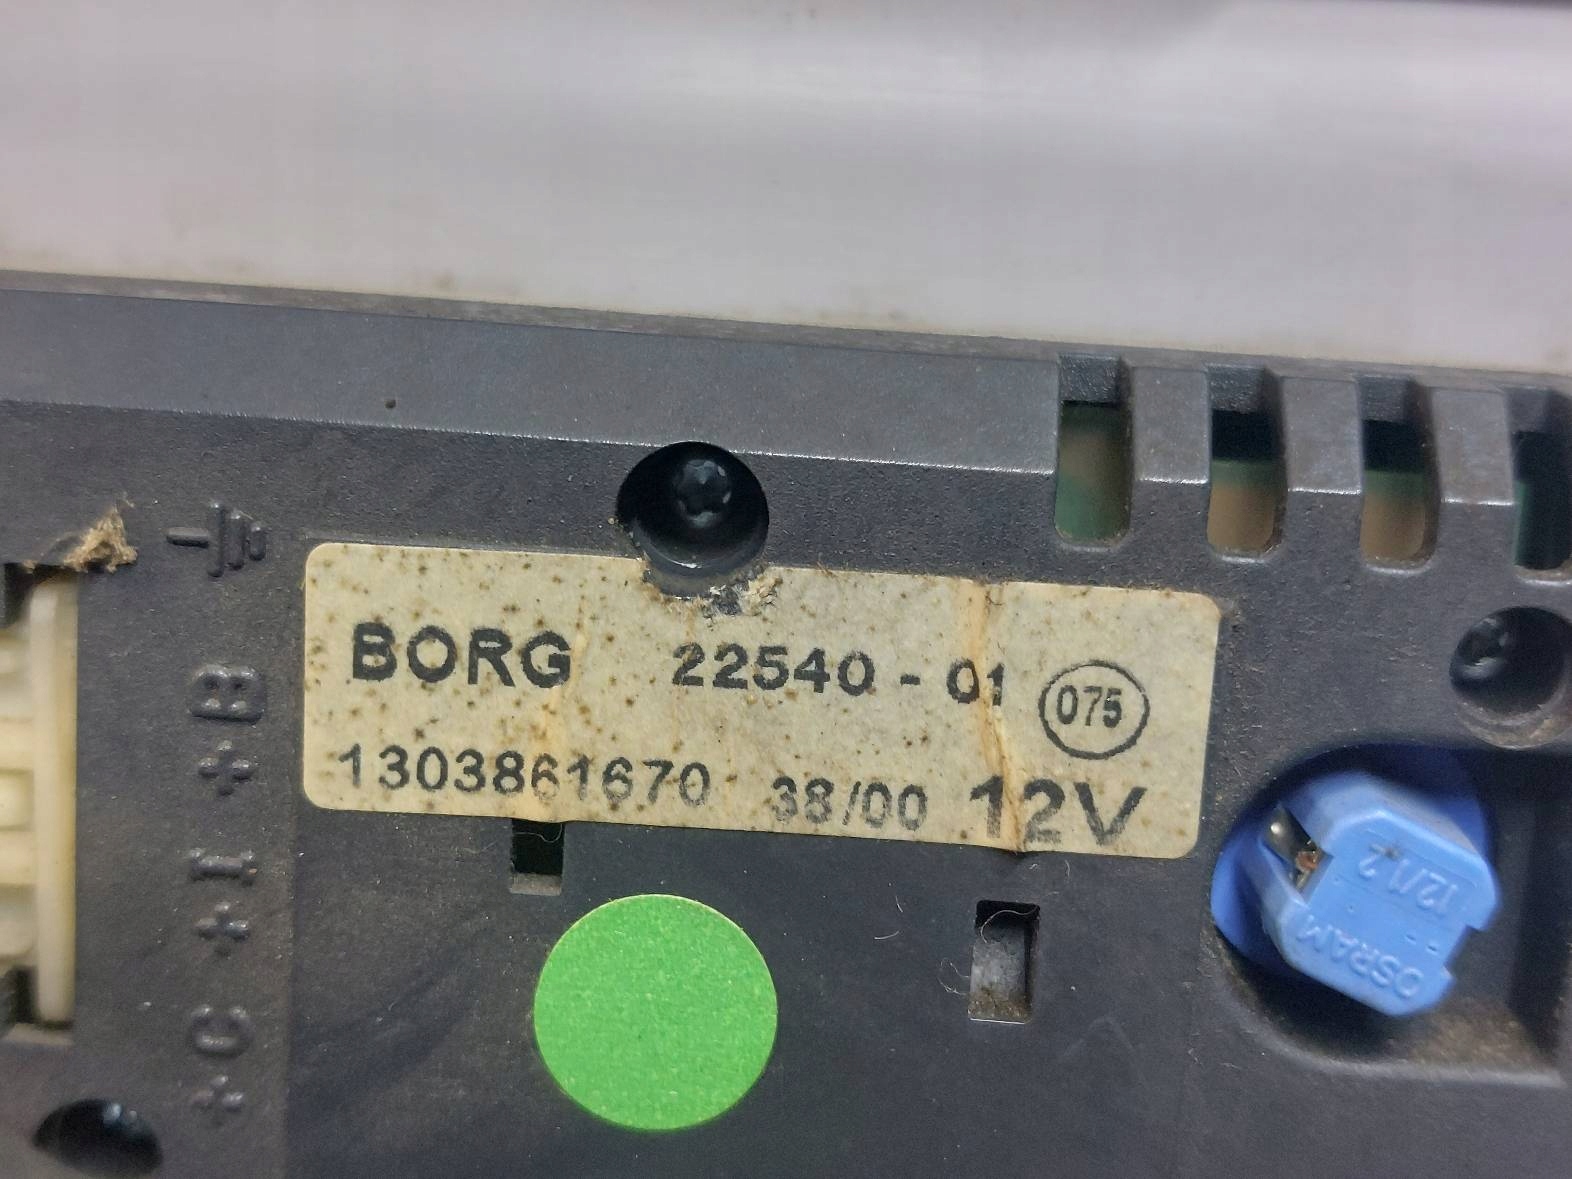 BORG 22540-01 075
1303861670 38/00 12V
+B
+I
+C
OSRAM 12/1.2